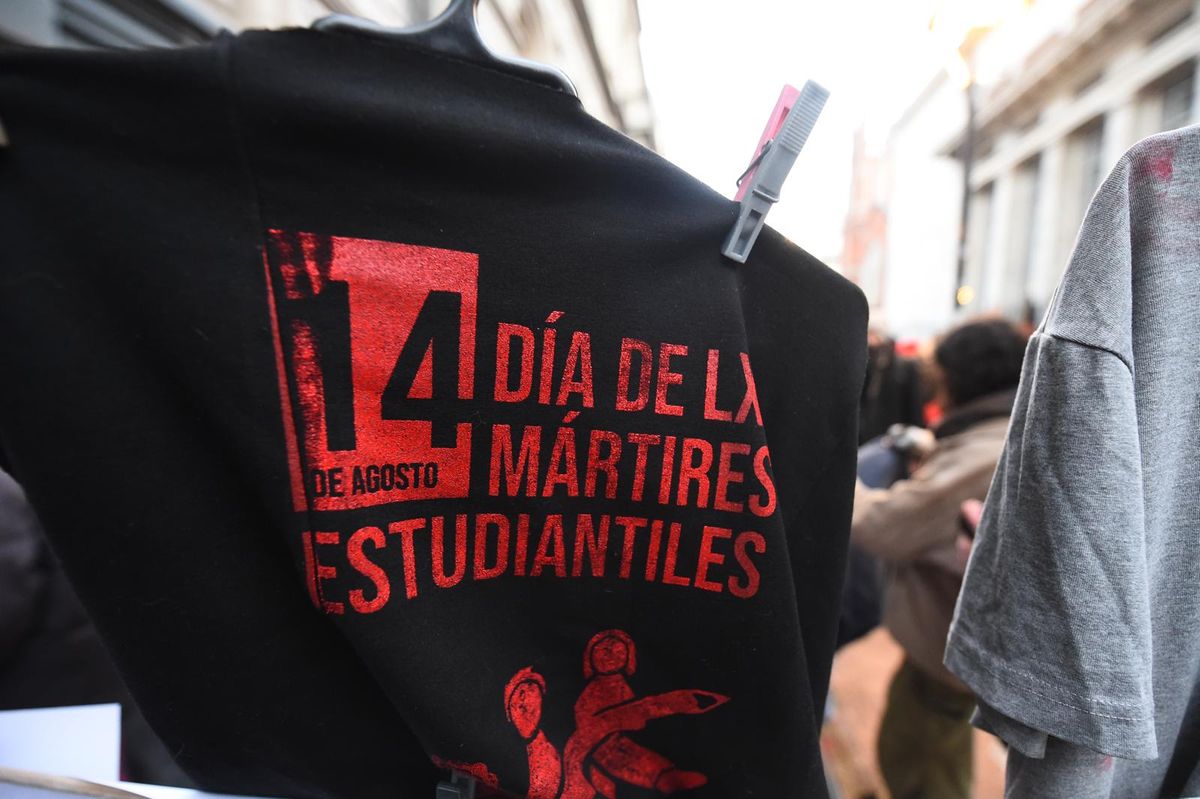 14
DE AGOSTO
DÍA DE LX
MÁRTIRES
ESTUDIANTILES